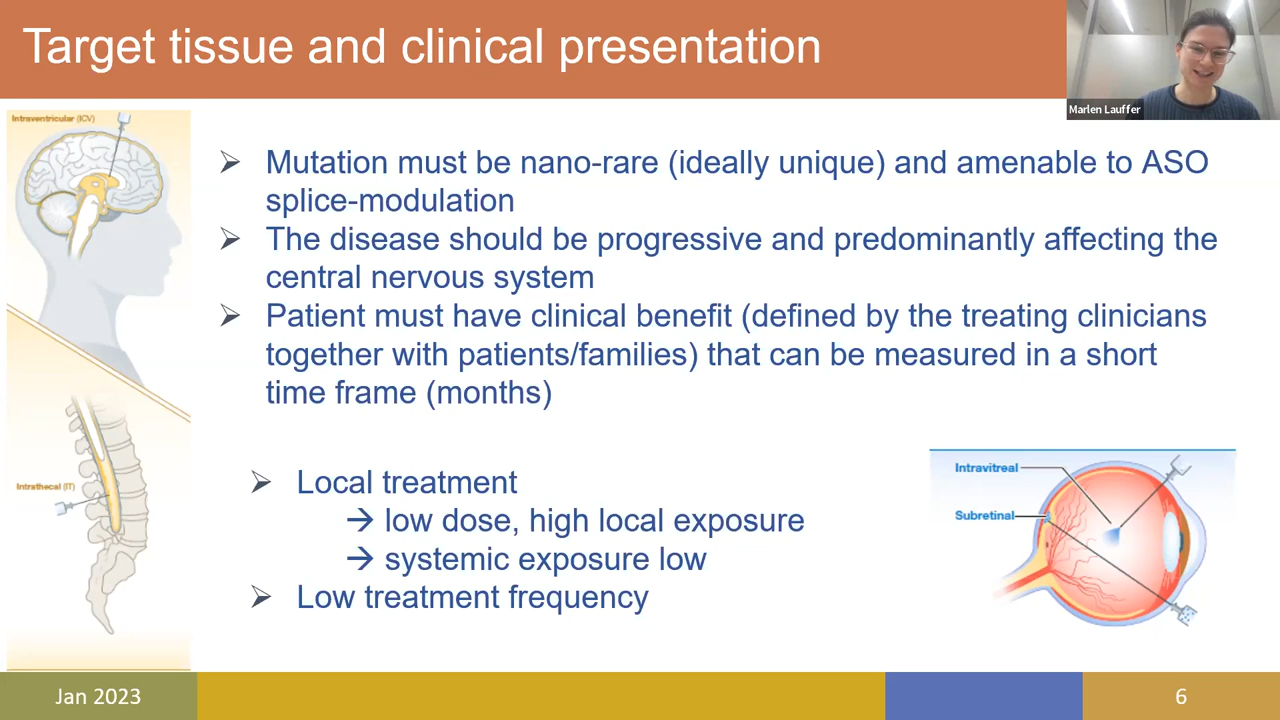 Target tissue and clinical presentation
Marlen Lauffer
Intraventricular (ICV)
➢ Mutation must be nano-rare (ideally unique) and amenable to ASO
splice-modulation
➢ The disease should be progressive and predominantly affecting the
central nervous system
➢ Patient must have clinical benefit (defined by the treating clinicians
together with patients/families) that can be measured in a short
time frame (months)
Intrathecal (IT)
➢ Local treatment
→ low dose, high local exposure
→ systemic exposure low
➢ Low treatment frequency
Intravitreal
Subretinal
Jan 2023
6